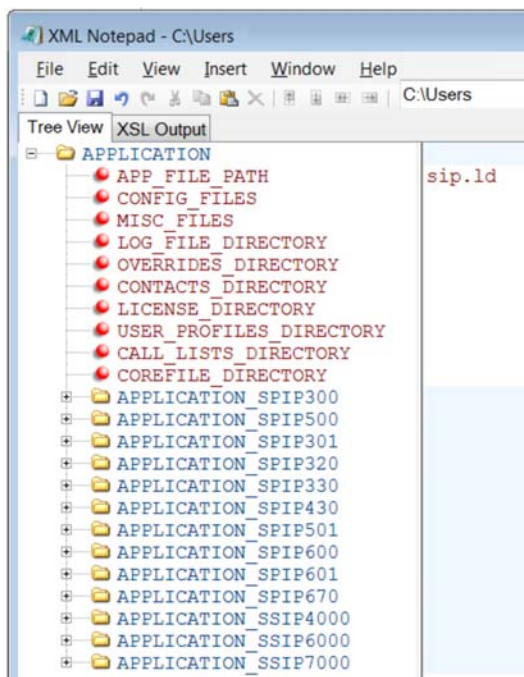 XML Notepad - C:\Users
File Edit View Insert Window Help
C:\Users
Tree View XSL Output
APPLICATION
APP_FILE_PATH sip.ld
CONFIG_FILES
MISC_FILES
LOG_FILE_DIRECTORY
OVERRIDES_DIRECTORY
CONTACTS_DIRECTORY
LICENSE_DIRECTORY
USER_PROFILES_DIRECTORY
CALL_LISTS_DIRECTORY
COREFILE_DIRECTORY
APPLICATION_SPIP300
APPLICATION_SPIP500
APPLICATION_SPIP301
APPLICATION_SPIP320
APPLICATION_SPIP330
APPLICATION_SPIP430
APPLICATION_SPIP501
APPLICATION_SPIP600
APPLICATION_SPIP601
APPLICATION_SPIP670
APPLICATION_SSIP4000
APPLICATION_SSIP6000
APPLICATION_SSIP7000